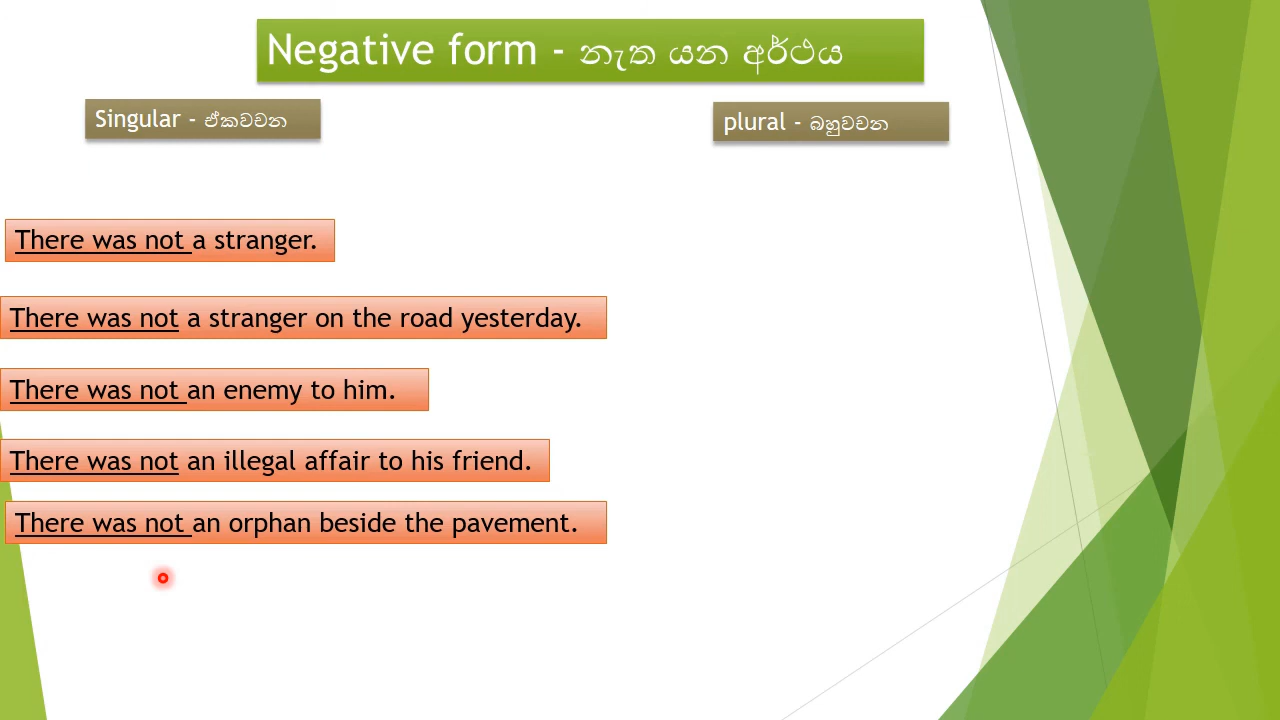 Negative form - නැත යන අර්ථය
Singular - ඒකවචන
plural - බහුවචන
There was not a stranger.
There was not a stranger on the road yesterday.
There was not an enemy to him.
There was not an illegal affair to his friend.
There was not an orphan beside the pavement.